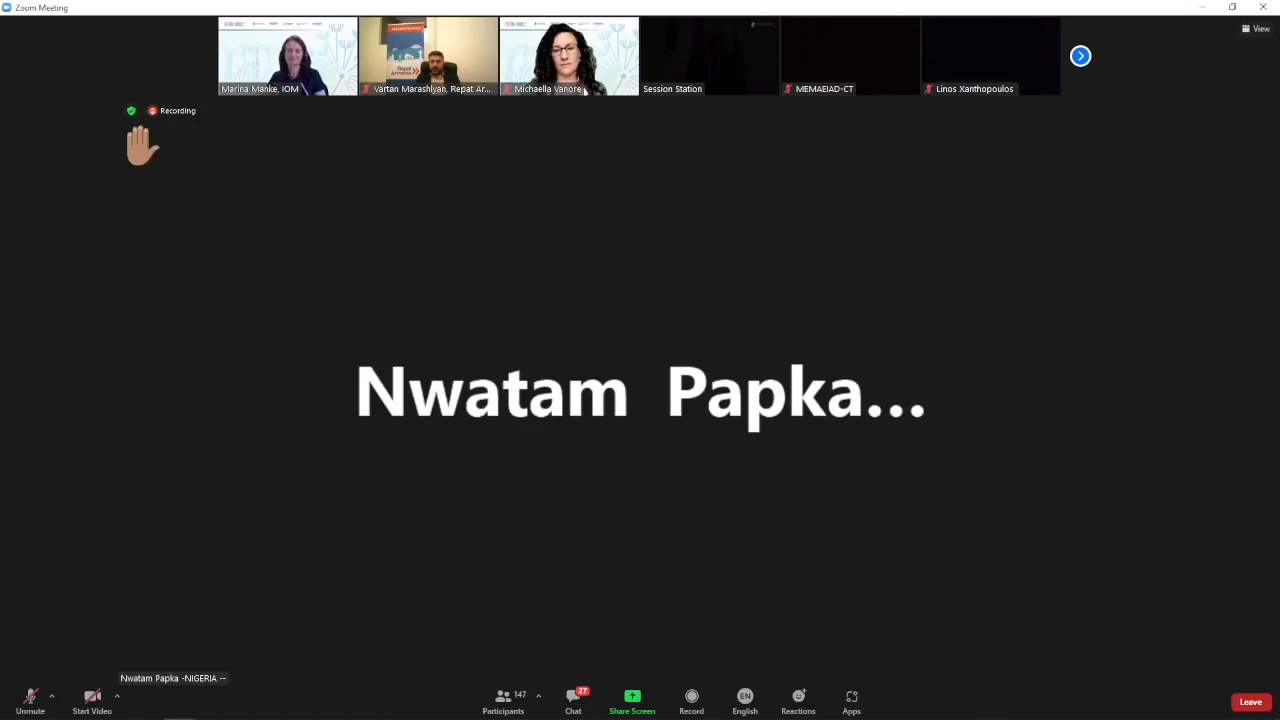 Zoom Meeting
View
Marina Manke, IOM
Vartan Marashlyan, Repat Ar...
Michaella Vanore
Session Station
MEMAEIAD-CT
Linos Xanthopoulos
Repat
Armenia
Recording
Nwatam Papka...
Nwatam Papka -NIGERIA --
Unmute
Start Video
147
Participants
27
Chat
Share Screen
Record
EN
English
Reactions
Apps
Leave